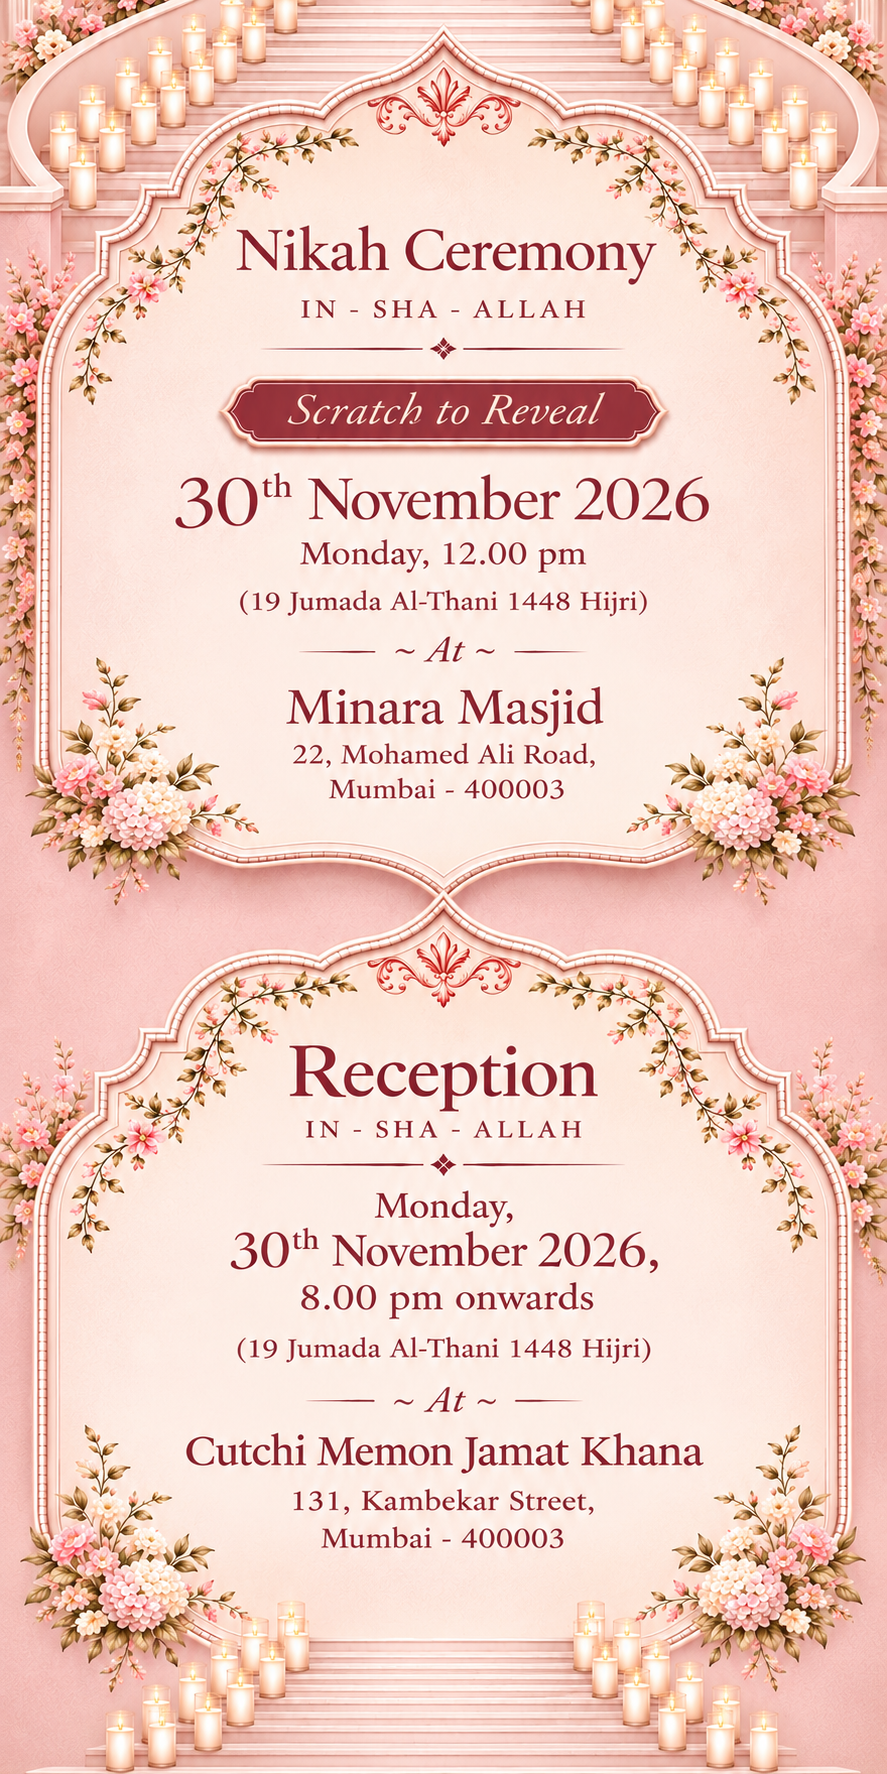 Nikah Ceremony
IN - SHA - ALLAH
Scratch to Reveal
30th November 2026
Monday, 12.00 pm
(19 Jumada Al-Thani 1448 Hijri)
~ At ~
Minara Masjid
22, Mohamed Ali Road,
Mumbai - 400003
Reception
IN - SHA - ALLAH
Monday,
30th November 2026,
8.00 pm onwards
(19 Jumada Al-Thani 1448 Hijri)
~ At ~
Cutchi Memon Jamat Khana
131, Kambekar Street,
Mumbai - 400003